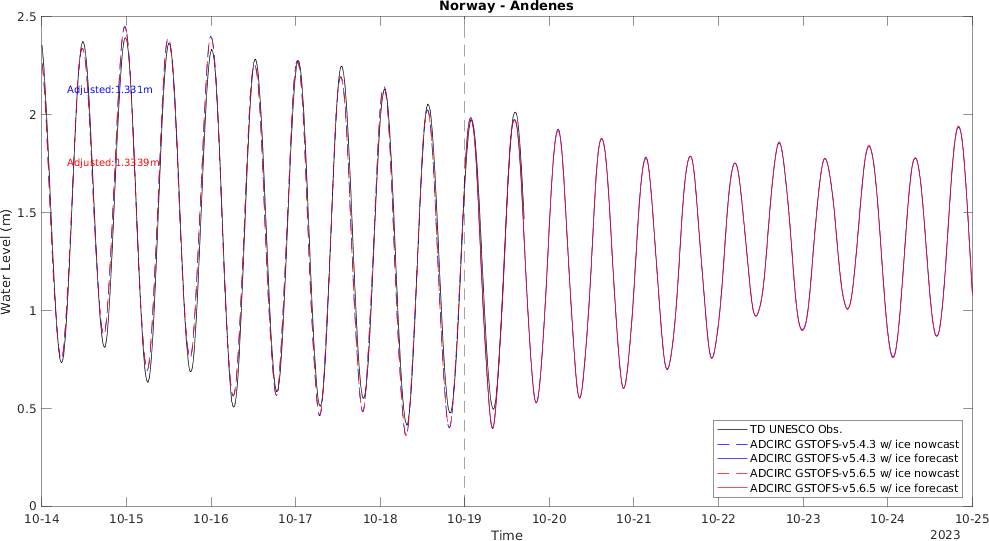 Norway - Andenes
2.5
2
1.5
1
0.5
0
Water Level (m)
Adjusted:1.331m
Adjusted:1.3339m
TD UNESCO Obs.
ADCIRC GSTOFS-v5.4.3 w/ ice nowcast
ADCIRC GSTOFS-v5.4.3 w/ ice forecast
ADCIRC GSTOFS-v5.6.5 w/ ice nowcast
ADCIRC GSTOFS-v5.6.5 w/ ice forecast
10-14 10-15 10-16 10-17 10-18 10-19 10-20 10-21 10-22 10-23 10-24 10-25
Time
2023